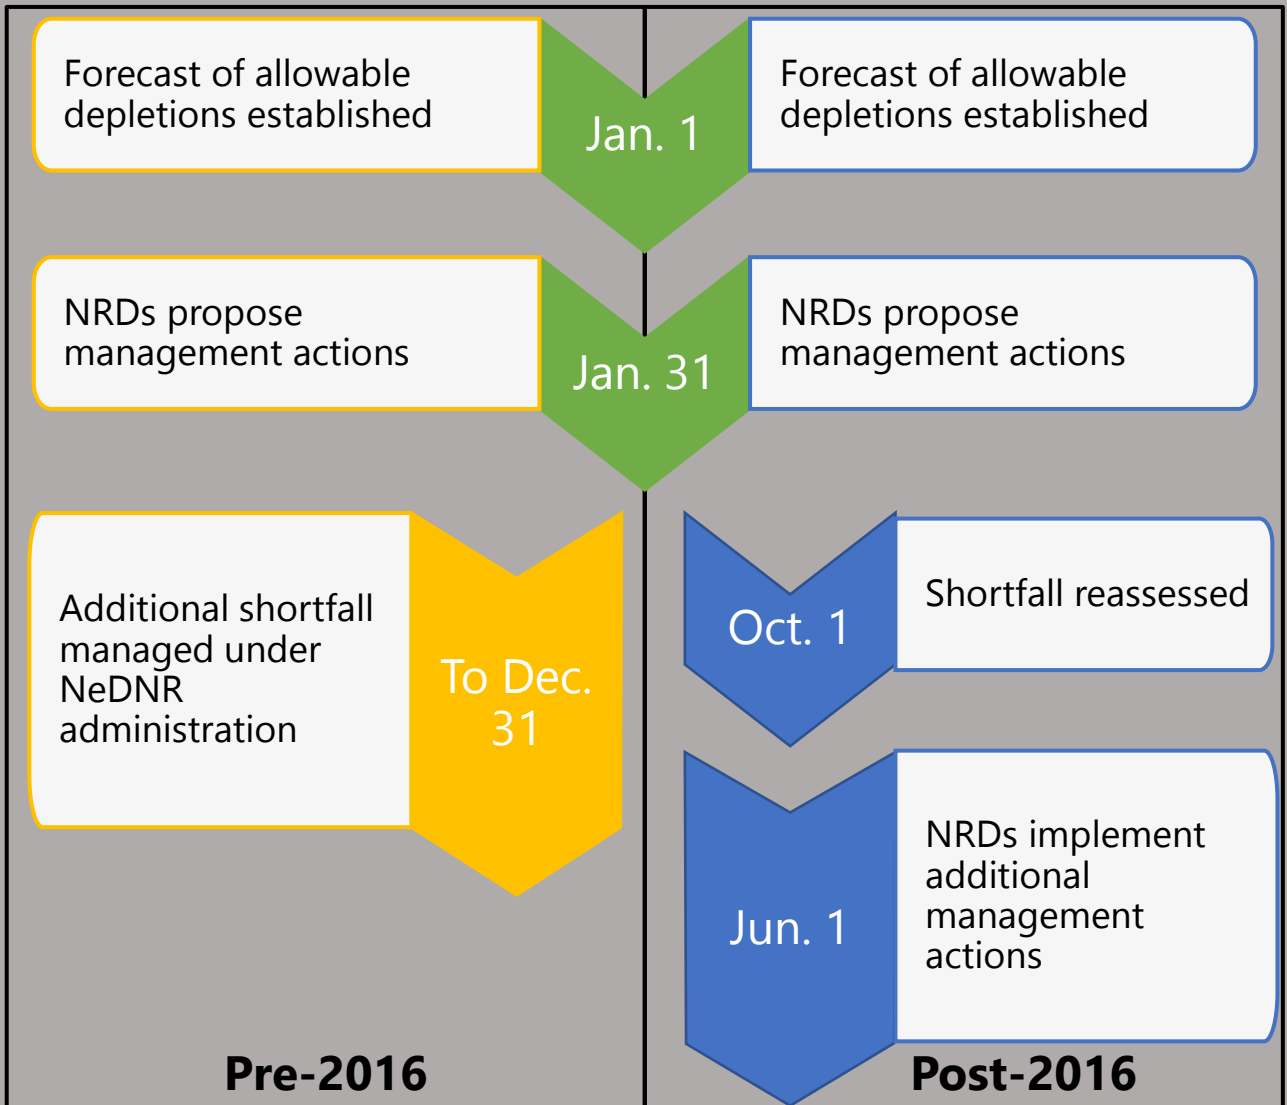 Forecast of allowable
depletions established
Jan. 1
Forecast of allowable
depletions established
NRDs propose
management actions
Jan. 31
NRDs propose
management actions
Additional shortfall
managed under
NeDNR
administration
To Dec.
31
Oct. 1
Shortfall reassessed
Jun. 1
NRDs implement
additional
management
actions
Pre-2016
Post-2016